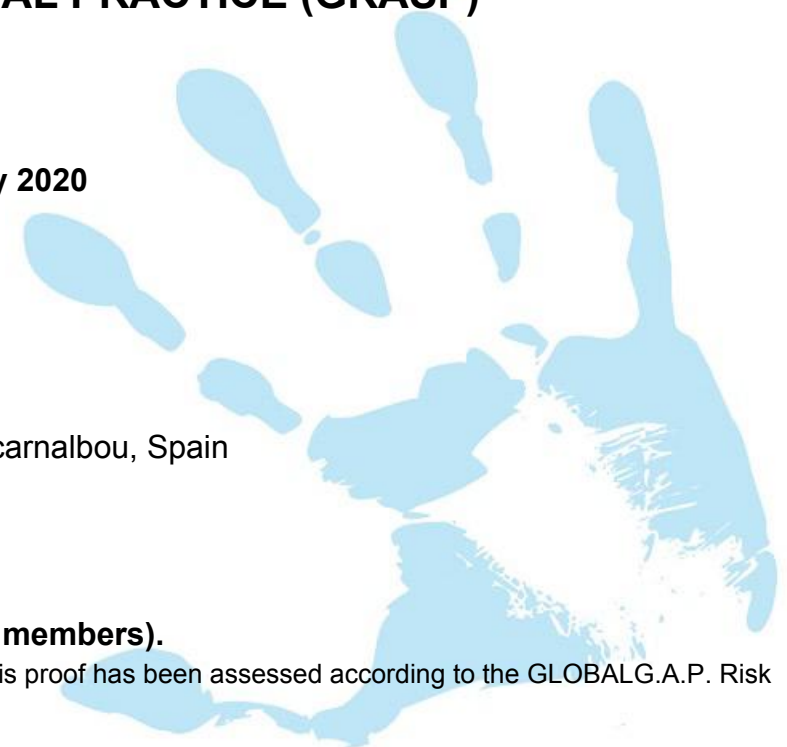 AL PRACTICE (GRASP)
y 2020
carnalbou, Spain
members).
is proof has been assessed according to the GLOBALG.A.P. Risk